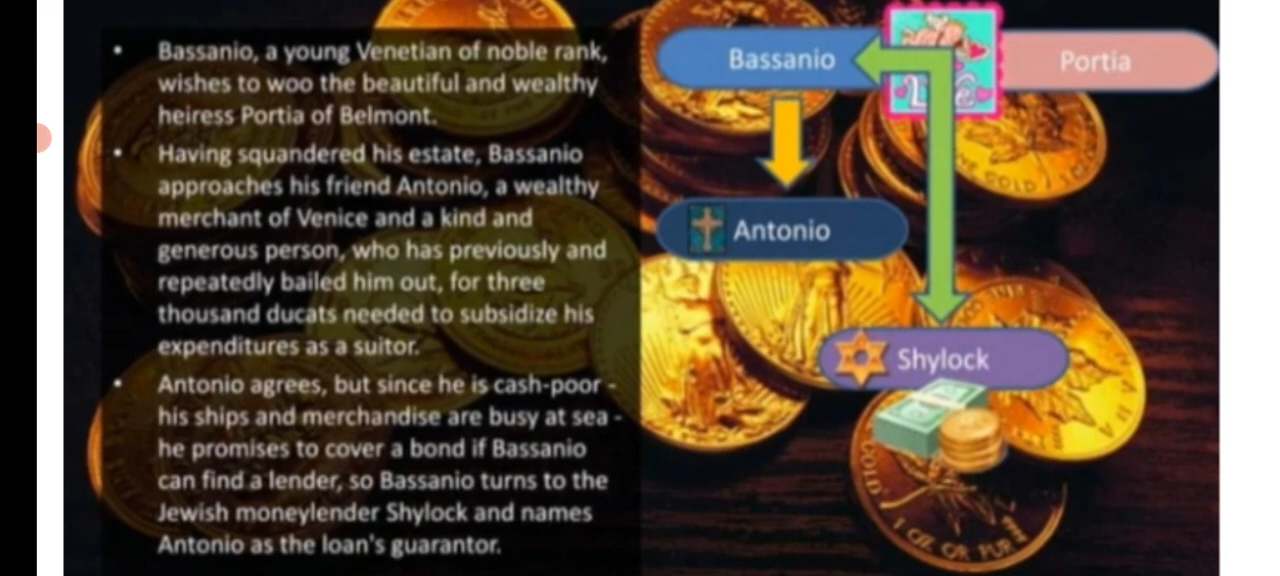 • Bassanio, a young Venetian of noble rank,
wishes to woo the beautiful and wealthy
heiress Portia of Belmont.
• Having squandered his estate, Bassanio
approaches his friend Antonio, a wealthy
merchant of Venice and a kind and
generous person, who has previously and
repeatedly bailed him out, for three
thousand ducats needed to subsidize his
expenditures as a suitor.
• Antonio agrees, but since he is cash-poor -
his ships and merchandise are busy at sea -
he promises to cover a bond if Bassanio
can find a lender, so Bassanio turns to the
Jewish moneylender Shylock and names
Antonio as the loan's guarantor.
Bassanio
Portia
Antonio
Shylock